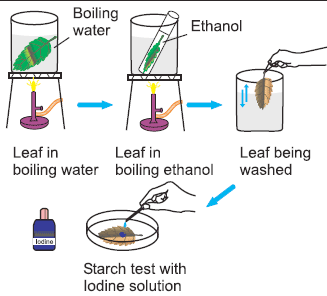 Boiling
water
Ethanol
Leaf in
boiling water
Leaf in
boiling ethanol
Leaf being
washed
Iodine
Starch test with
Iodine solution